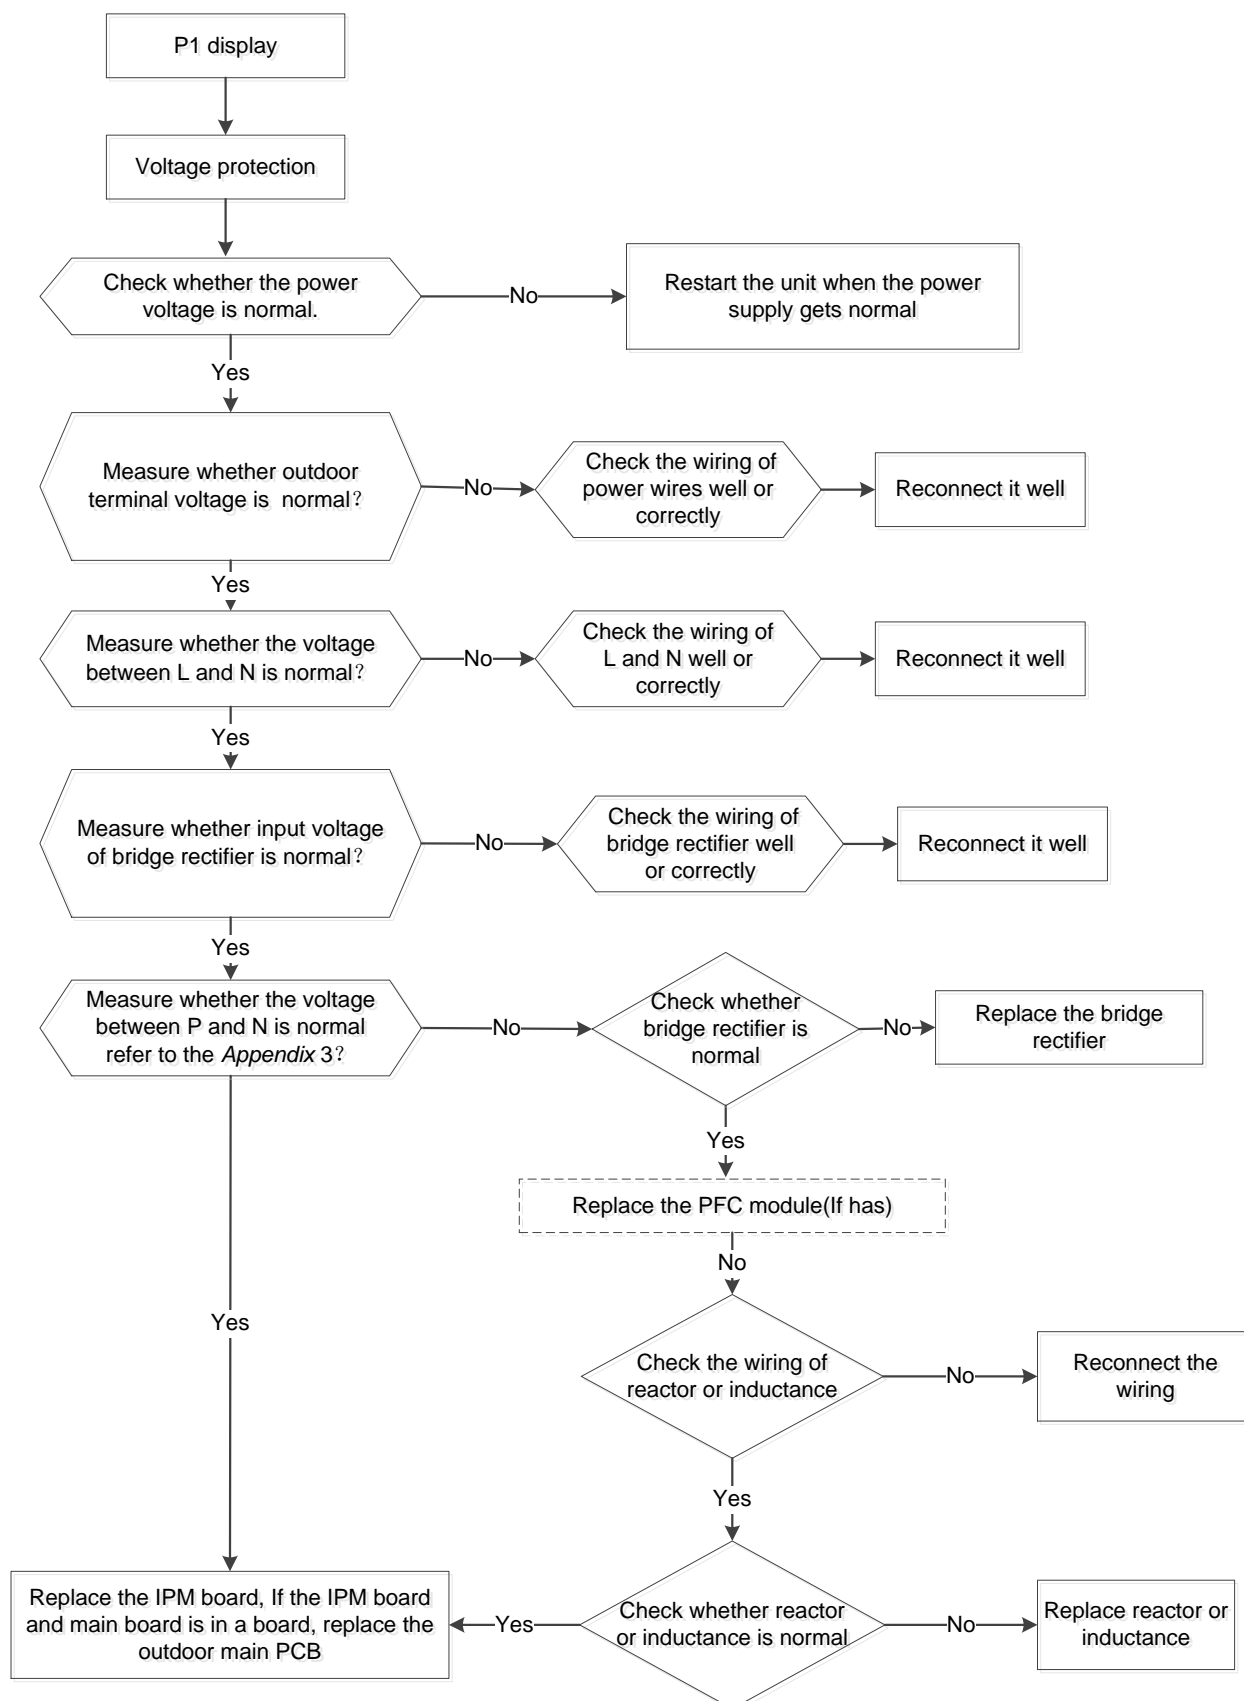 P1 display
Voltage protection
Check whether the power
voltage is normal.
No
Restart the unit when the power
supply gets normal
Yes
Measure whether outdoor
terminal voltage is normal?
No
Check the wiring of
power wires well or
correctly
Reconnect it well
Yes
Measure whether the voltage
between L and N is normal?
No
Check the wiring of
L and N well or
correctly
Reconnect it well
Yes
Measure whether input voltage
of bridge rectifier is normal?
No
Check the wiring of
bridge rectifier well
or correctly
Reconnect it well
Yes
Measure whether the voltage
between P and N is normal
refer to the Appendix 3?
No
Check whether
bridge rectifier is
normal
No
Replace the bridge
rectifier
Yes
Replace the PFC module(If has)
No
Yes
Check the wiring of
reactor or inductance
No
Reconnect the
wiring
Yes
Replace the IPM board, If the IPM board
and main board is in a board, replace the
outdoor main PCB
Yes
Check whether reactor
or inductance is normal
No
Replace reactor or
inductance